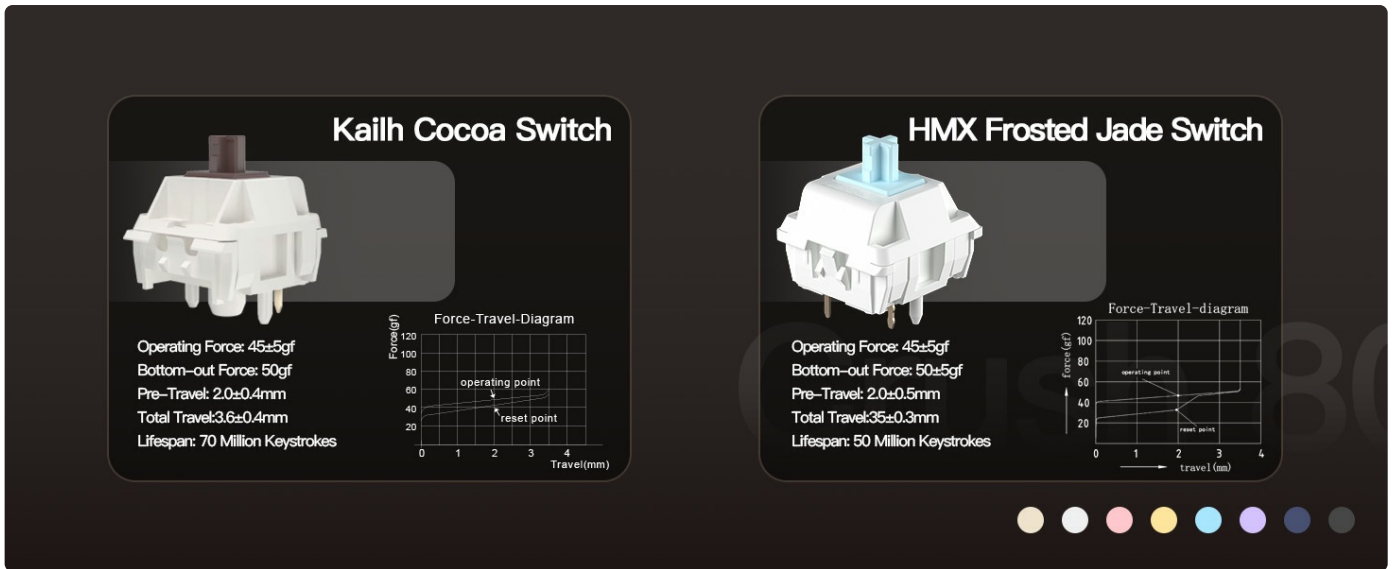 Kailh Cocoa Switch
Operating Force: 45±5gf
Bottom-out Force: 50gf
Pre-Travel: 2.0±0.4mm
Total Travel:3.6±0.4mm
Lifespan: 70 Million Keystrokes
Force-Travel-Diagram
Force(gf)
120
100
80
60
40
20
operating point
reset point
0 1 2 3 4
Travel(mm)
HMX Frosted Jade Switch
Operating Force: 45±5gf
Bottom-out Force: 50±5gf
Pre-Travel: 2.0±0.5mm
Total Travel:35±0.3mm
Lifespan: 50 Million Keystrokes
Force-Travel-diagram
force(gf)
120
100
80
60
40
20
operating point
reset point
0 1 2 3 4
travel(mm)
Crush 80